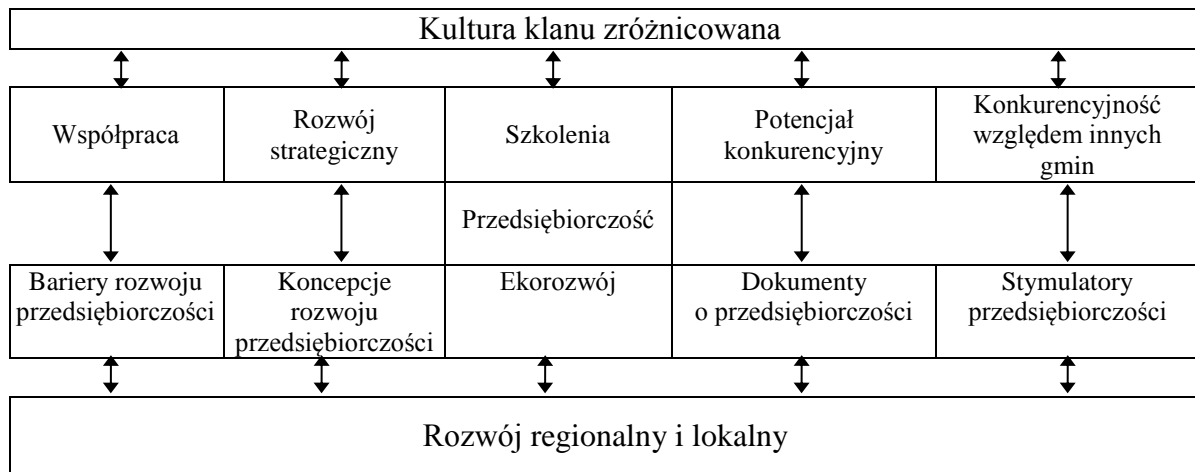 Kultura klanu zróżnicowana
Współpraca
Rozwój
strategiczny
Szkolenia
Potencjał
konkurencyjny
Konkurencyjność
względem innych
gmin
Przedsiębiorczość
Bariery rozwoju
przedsiębiorczości
Koncepcje
rozwoju
przedsiębiorczości
Ekorozwój
Dokumenty
o przedsiębiorczości
Stymulatory
przedsiębiorczości
Rozwój regionalny i lokalny